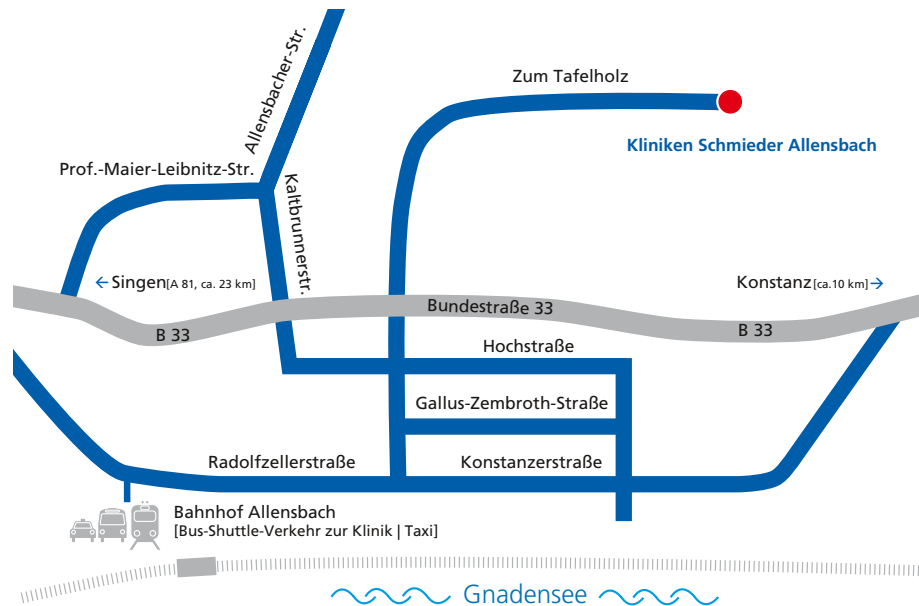 Allensbacher-Str.
Zum Tafelholz
Kliniken Schmieder Allensbach
Prof.-Maier-Leibnitz-Str.
Kaltbrunnerstr.
← Singen [A 81, ca. 23 km]
Konstanz [ca.10 km] →
Bundestraße 33
B 33
B 33
Hochstraße
Gallus-Zembroth-Straße
Radolfzellerstraße
Konstanzerstraße
Bahnhof Allensbach
[Bus-Shuttle-Verkehr zur Klinik | Taxi]
Gnadensee